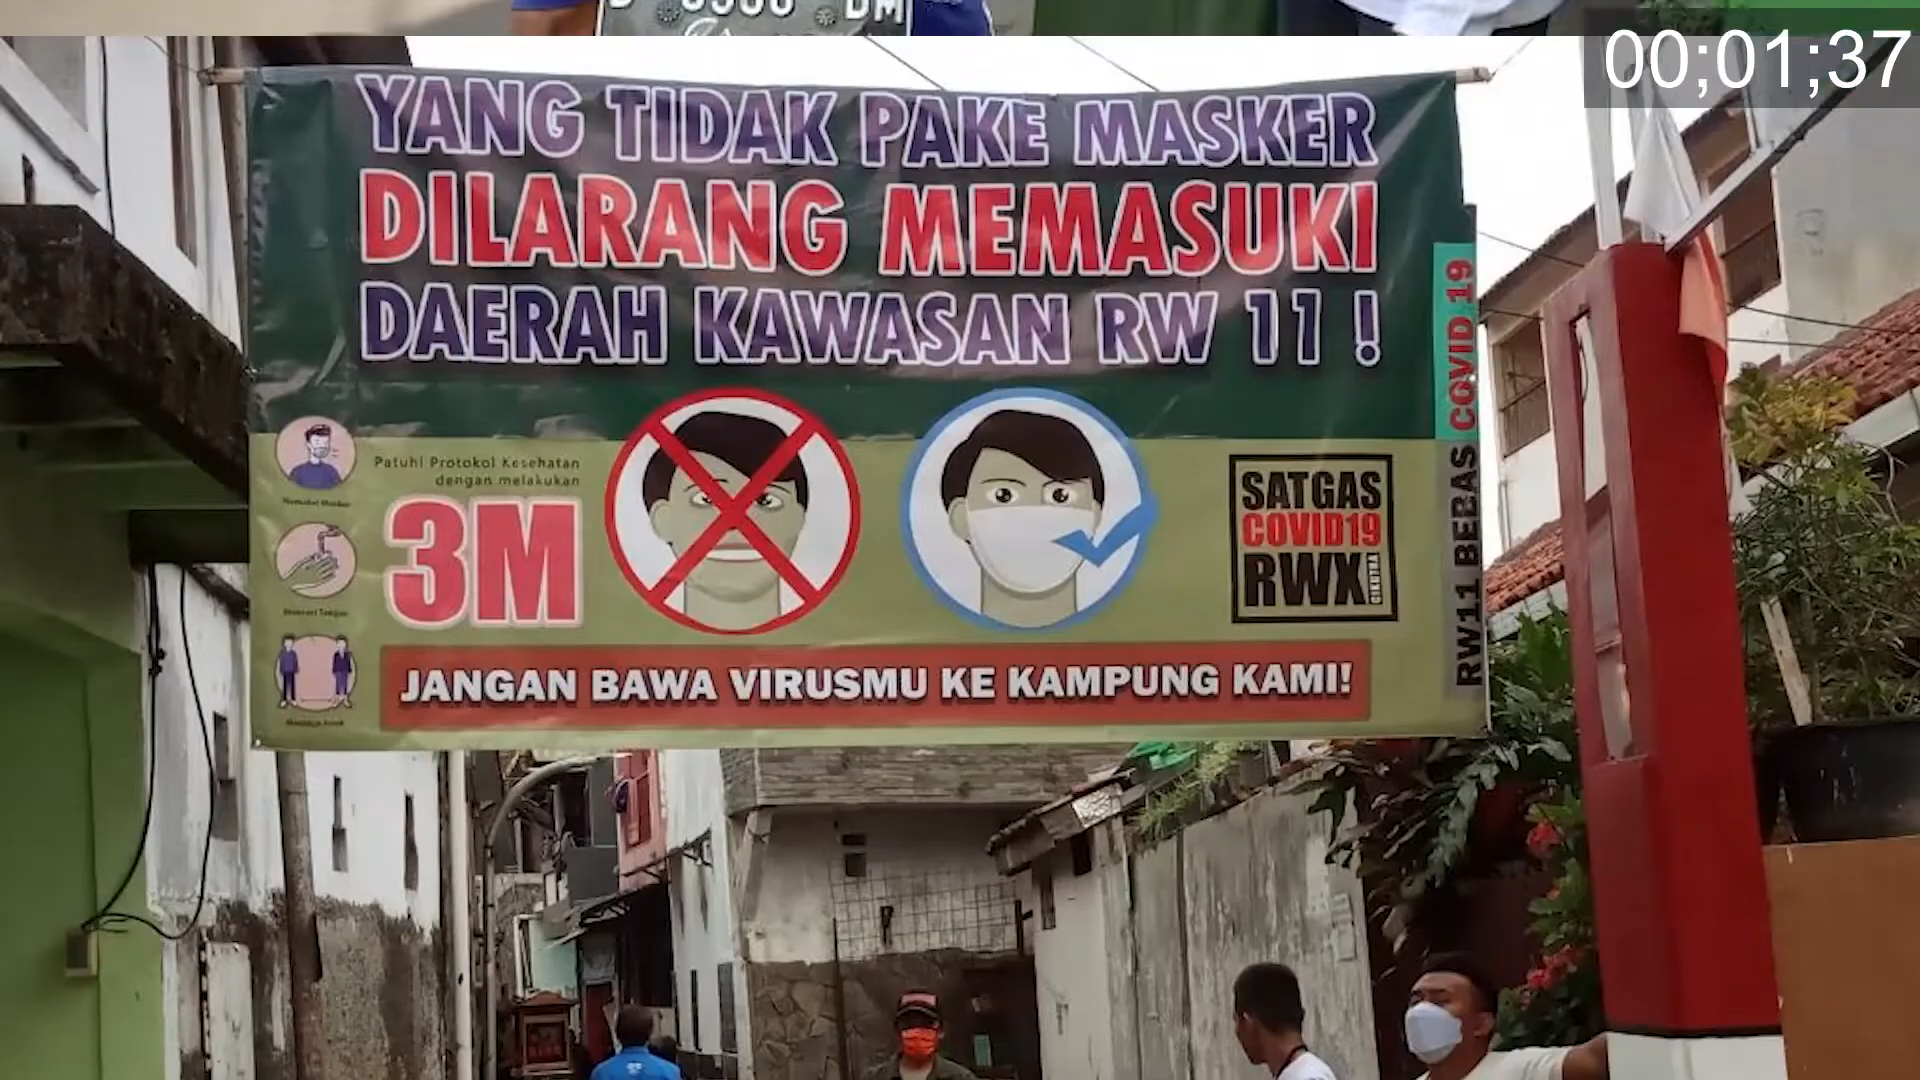 00;01;37
YANG TIDAK PAKE MASKER
DILARANG MEMASUKI
DAERAH KAWASAN RW 11 !
Patuhi Protokol Kesehatan
dengan melakukan
3M
SATGAS
COVID19
RWX
JANGAN BAWA VIRUSMU KE KAMPUNG KAMI!
RW11 BEBAS COVID 19